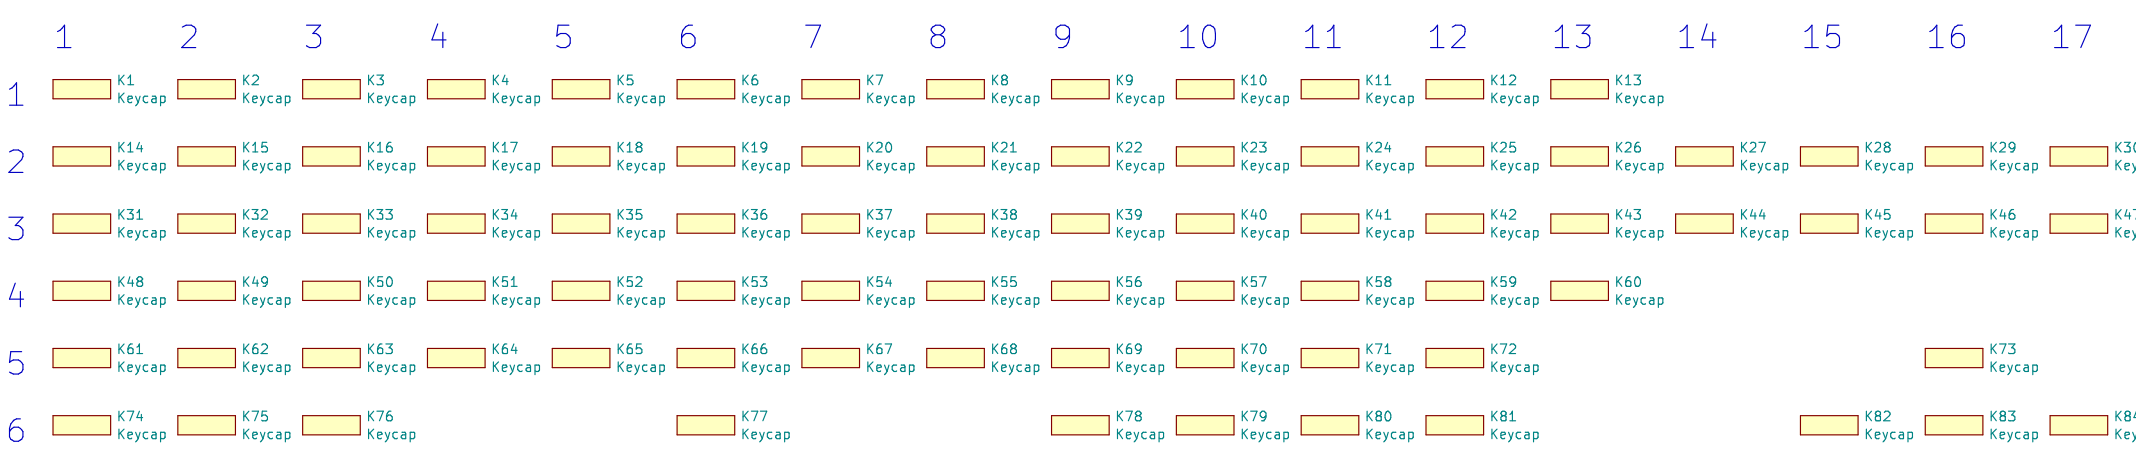 1 2 3 4 5 6 7 8 9 10 11 12 13 14 15 16 17
K1 K2 K3 K4 K5 K6 K7 K8 K9 K10 K11 K12 K13
1 Keycap Keycap Keycap Keycap Keycap Keycap Keycap Keycap Keycap Keycap Keycap Keycap Keycap
K14 K15 K16 K17 K18 K19 K20 K21 K22 K23 K24 K25 K26 K27 K28 K29 K30
2 Keycap Keycap Keycap Keycap Keycap Keycap Keycap Keycap Keycap Keycap Keycap Keycap Keycap Keycap Keycap Keycap
K31 K32 K33 K34 K35 K36 K37 K38 K39 K40 K41 K42 K43 K44 K45 K46 K47
3 Keycap Keycap Keycap Keycap Keycap Keycap Keycap Keycap Keycap Keycap Keycap Keycap Keycap Keycap Keycap Keycap
K48 K49 K50 K51 K52 K53 K54 K55 K56 K57 K58 K59 K60
4 Keycap Keycap Keycap Keycap Keycap Keycap Keycap Keycap Keycap Keycap Keycap Keycap Keycap
K61 K62 K63 K64 K65 K66 K67 K68 K69 K70 K71 K72 K73
5 Keycap Keycap Keycap Keycap Keycap Keycap Keycap Keycap Keycap Keycap Keycap Keycap Keycap
K74 K75 K76 K77 K78 K79 K80 K81 K82 K83 K84
6 Keycap Keycap Keycap Keycap Keycap Keycap Keycap Keycap Keycap Keycap